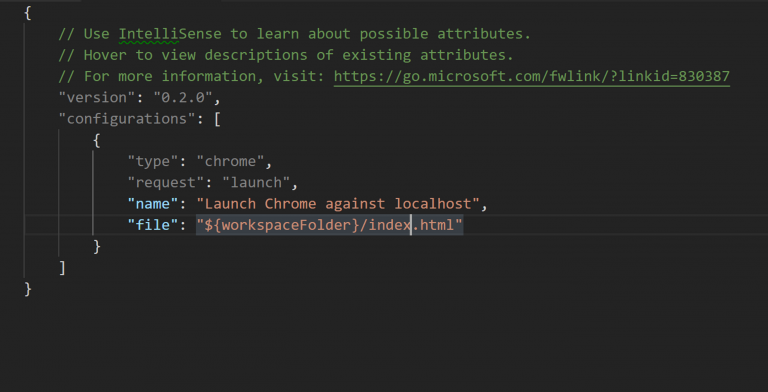 {
// Use IntelliSense to learn about possible attributes.
// Hover to view descriptions of existing attributes.
// For more information, visit: https://go.microsoft.com/fwlink/?linkid=830387
"version": "0.2.0",
"configurations": [
{
"type": "chrome",
"request": "launch",
"name": "Launch Chrome against localhost",
"file": "${workspaceFolder}/index.html"
}
]
}